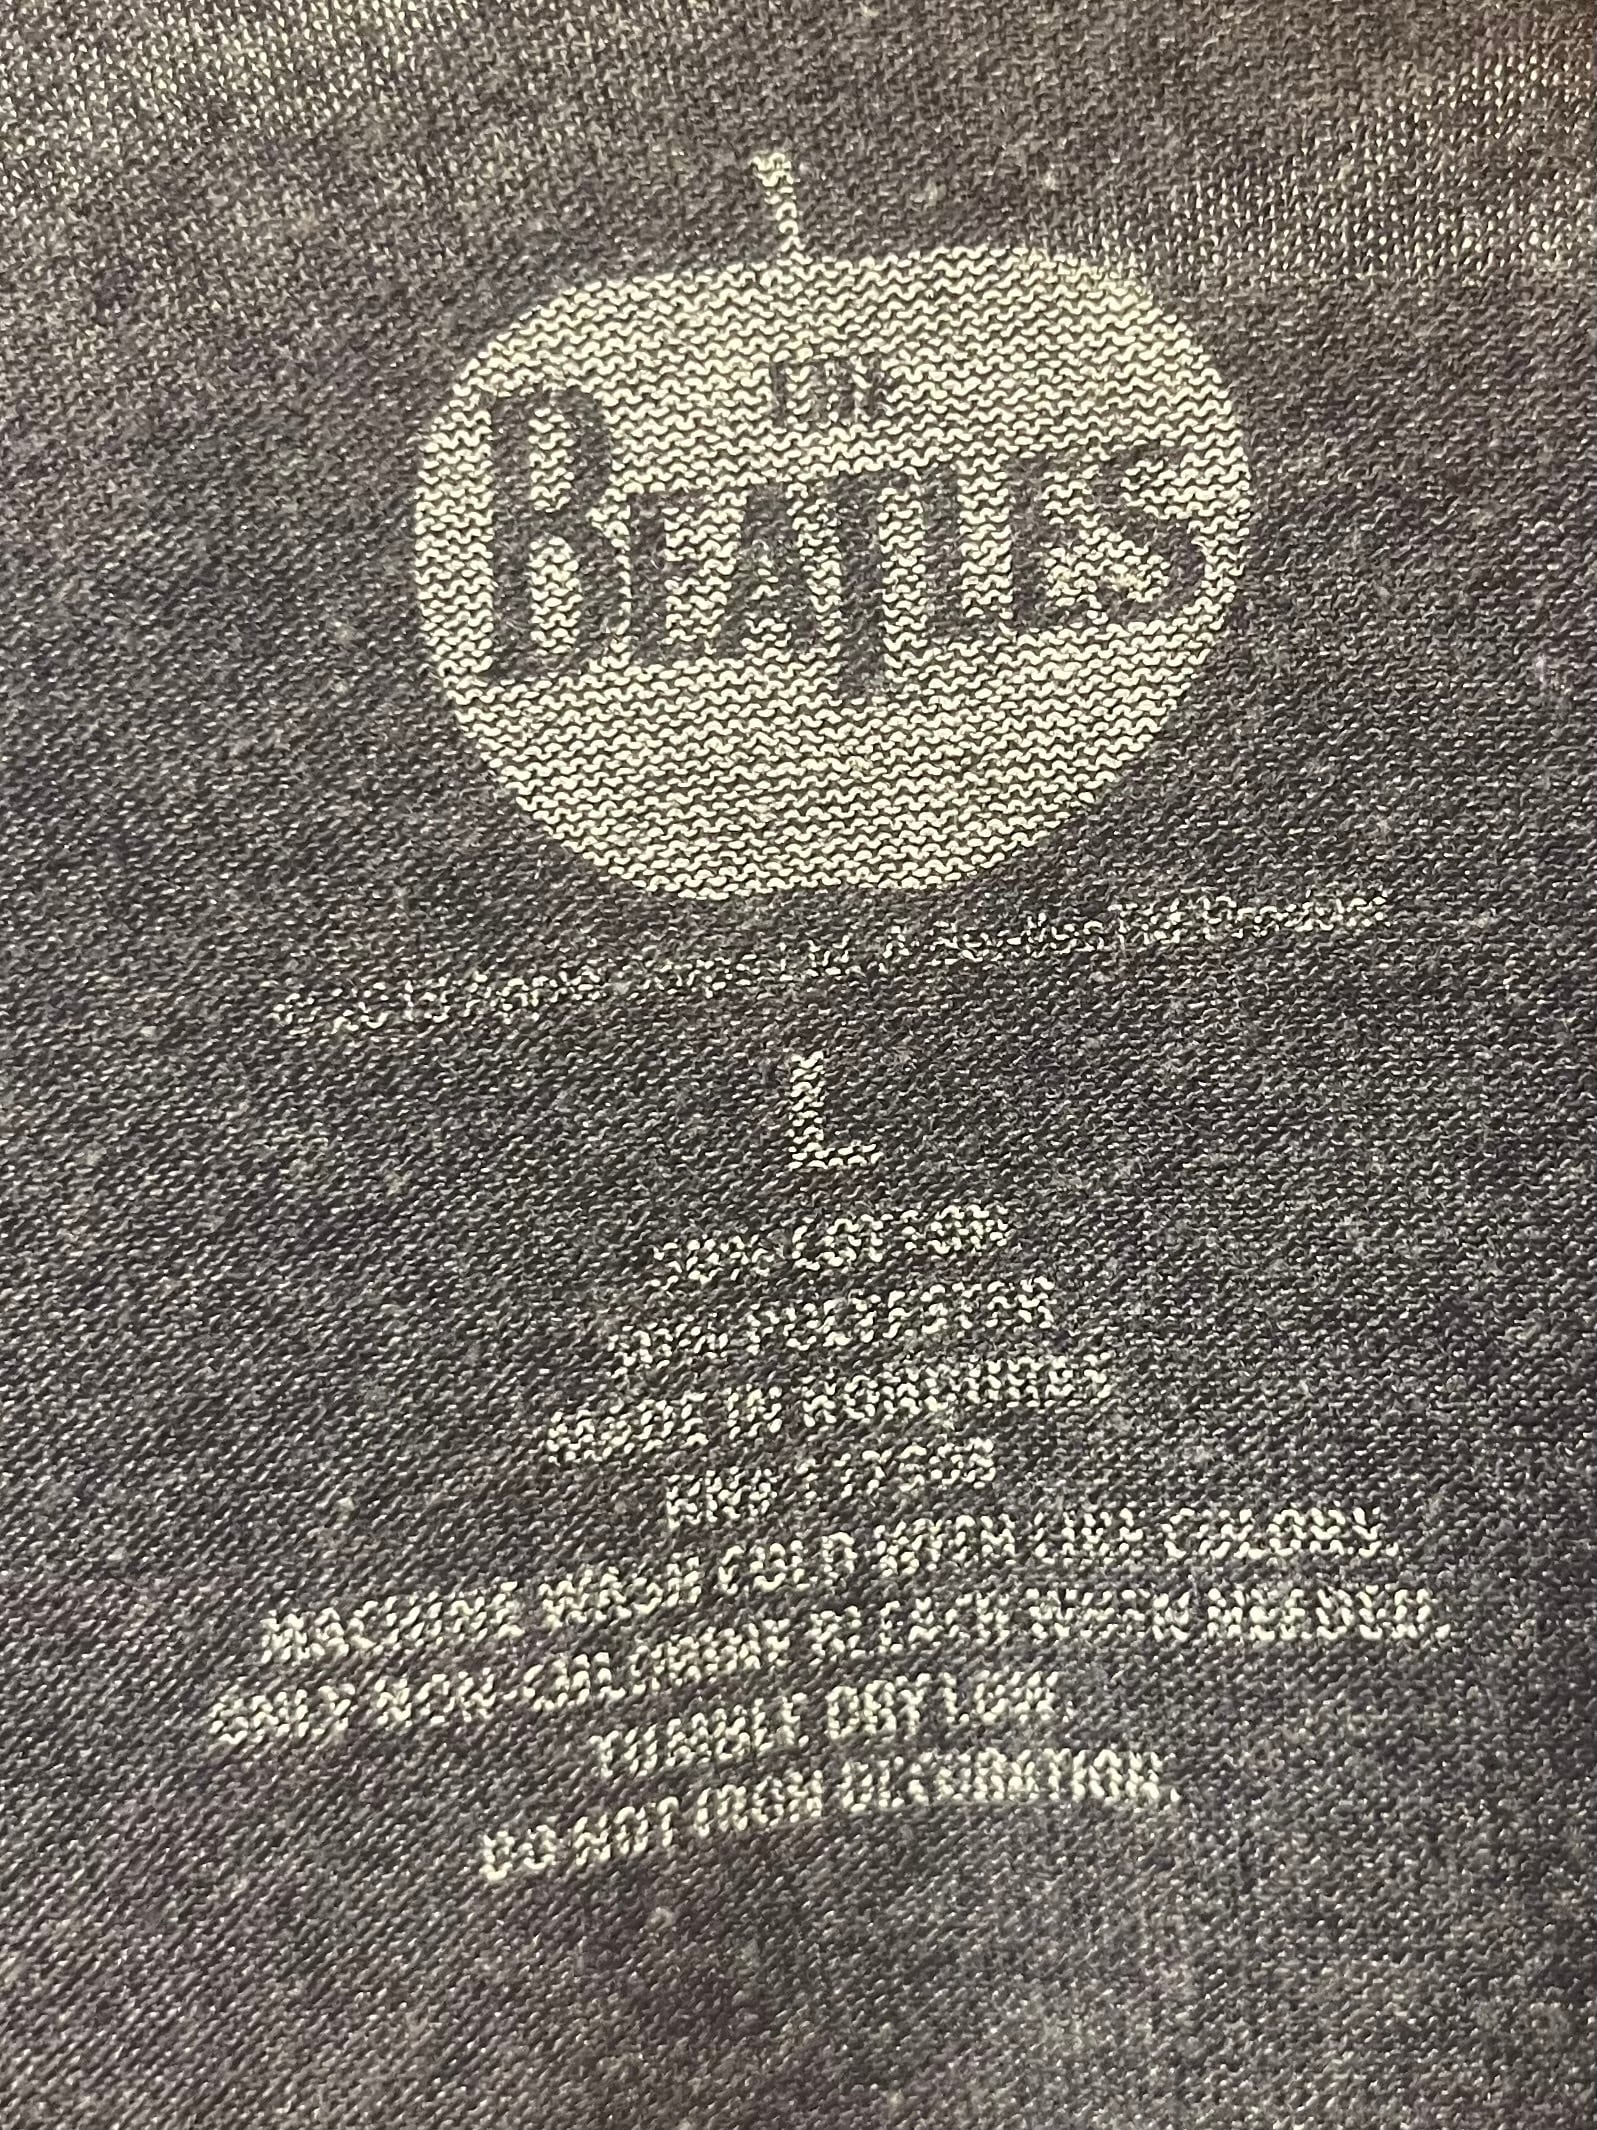 THE
BEATLES
L
COTTON
POLYESTER
MADE IN
RN#
MACHINE WASH COLD WITH LIKE COLORS.
ONLY NON-CHLORINE BLEACH WHEN NEEDED.
TUMBLE DRY LOW.
DO NOT IRON DECORATION.